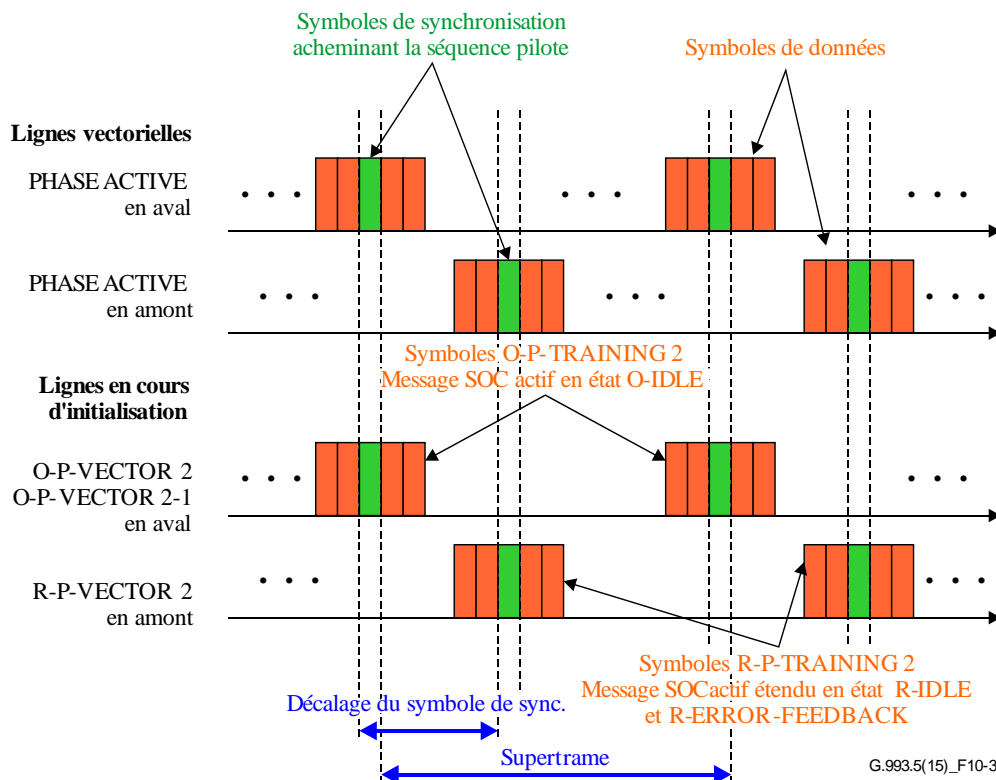 Symboles de synchronisation
acheminant la séquence pilote
Symboles de données
Lignes vectorielles
PHASE ACTIVE
en aval
PHASE ACTIVE
en amont
Symboles O-P-TRAINING 2
Message SOC actif en état O-IDLE
Lignes en cours
d'initialisation
O-P-VECTOR 2
O-P-VECTOR 2-1
en aval
R-P-VECTOR 2
en amont
Symboles R-P-TRAINING 2
Message SOCactif étendu en état R-IDLE
et R-ERROR-FEEDBACK
Décalage du symbole de sync.
Supertrame
G.993.5(15)_F10-3